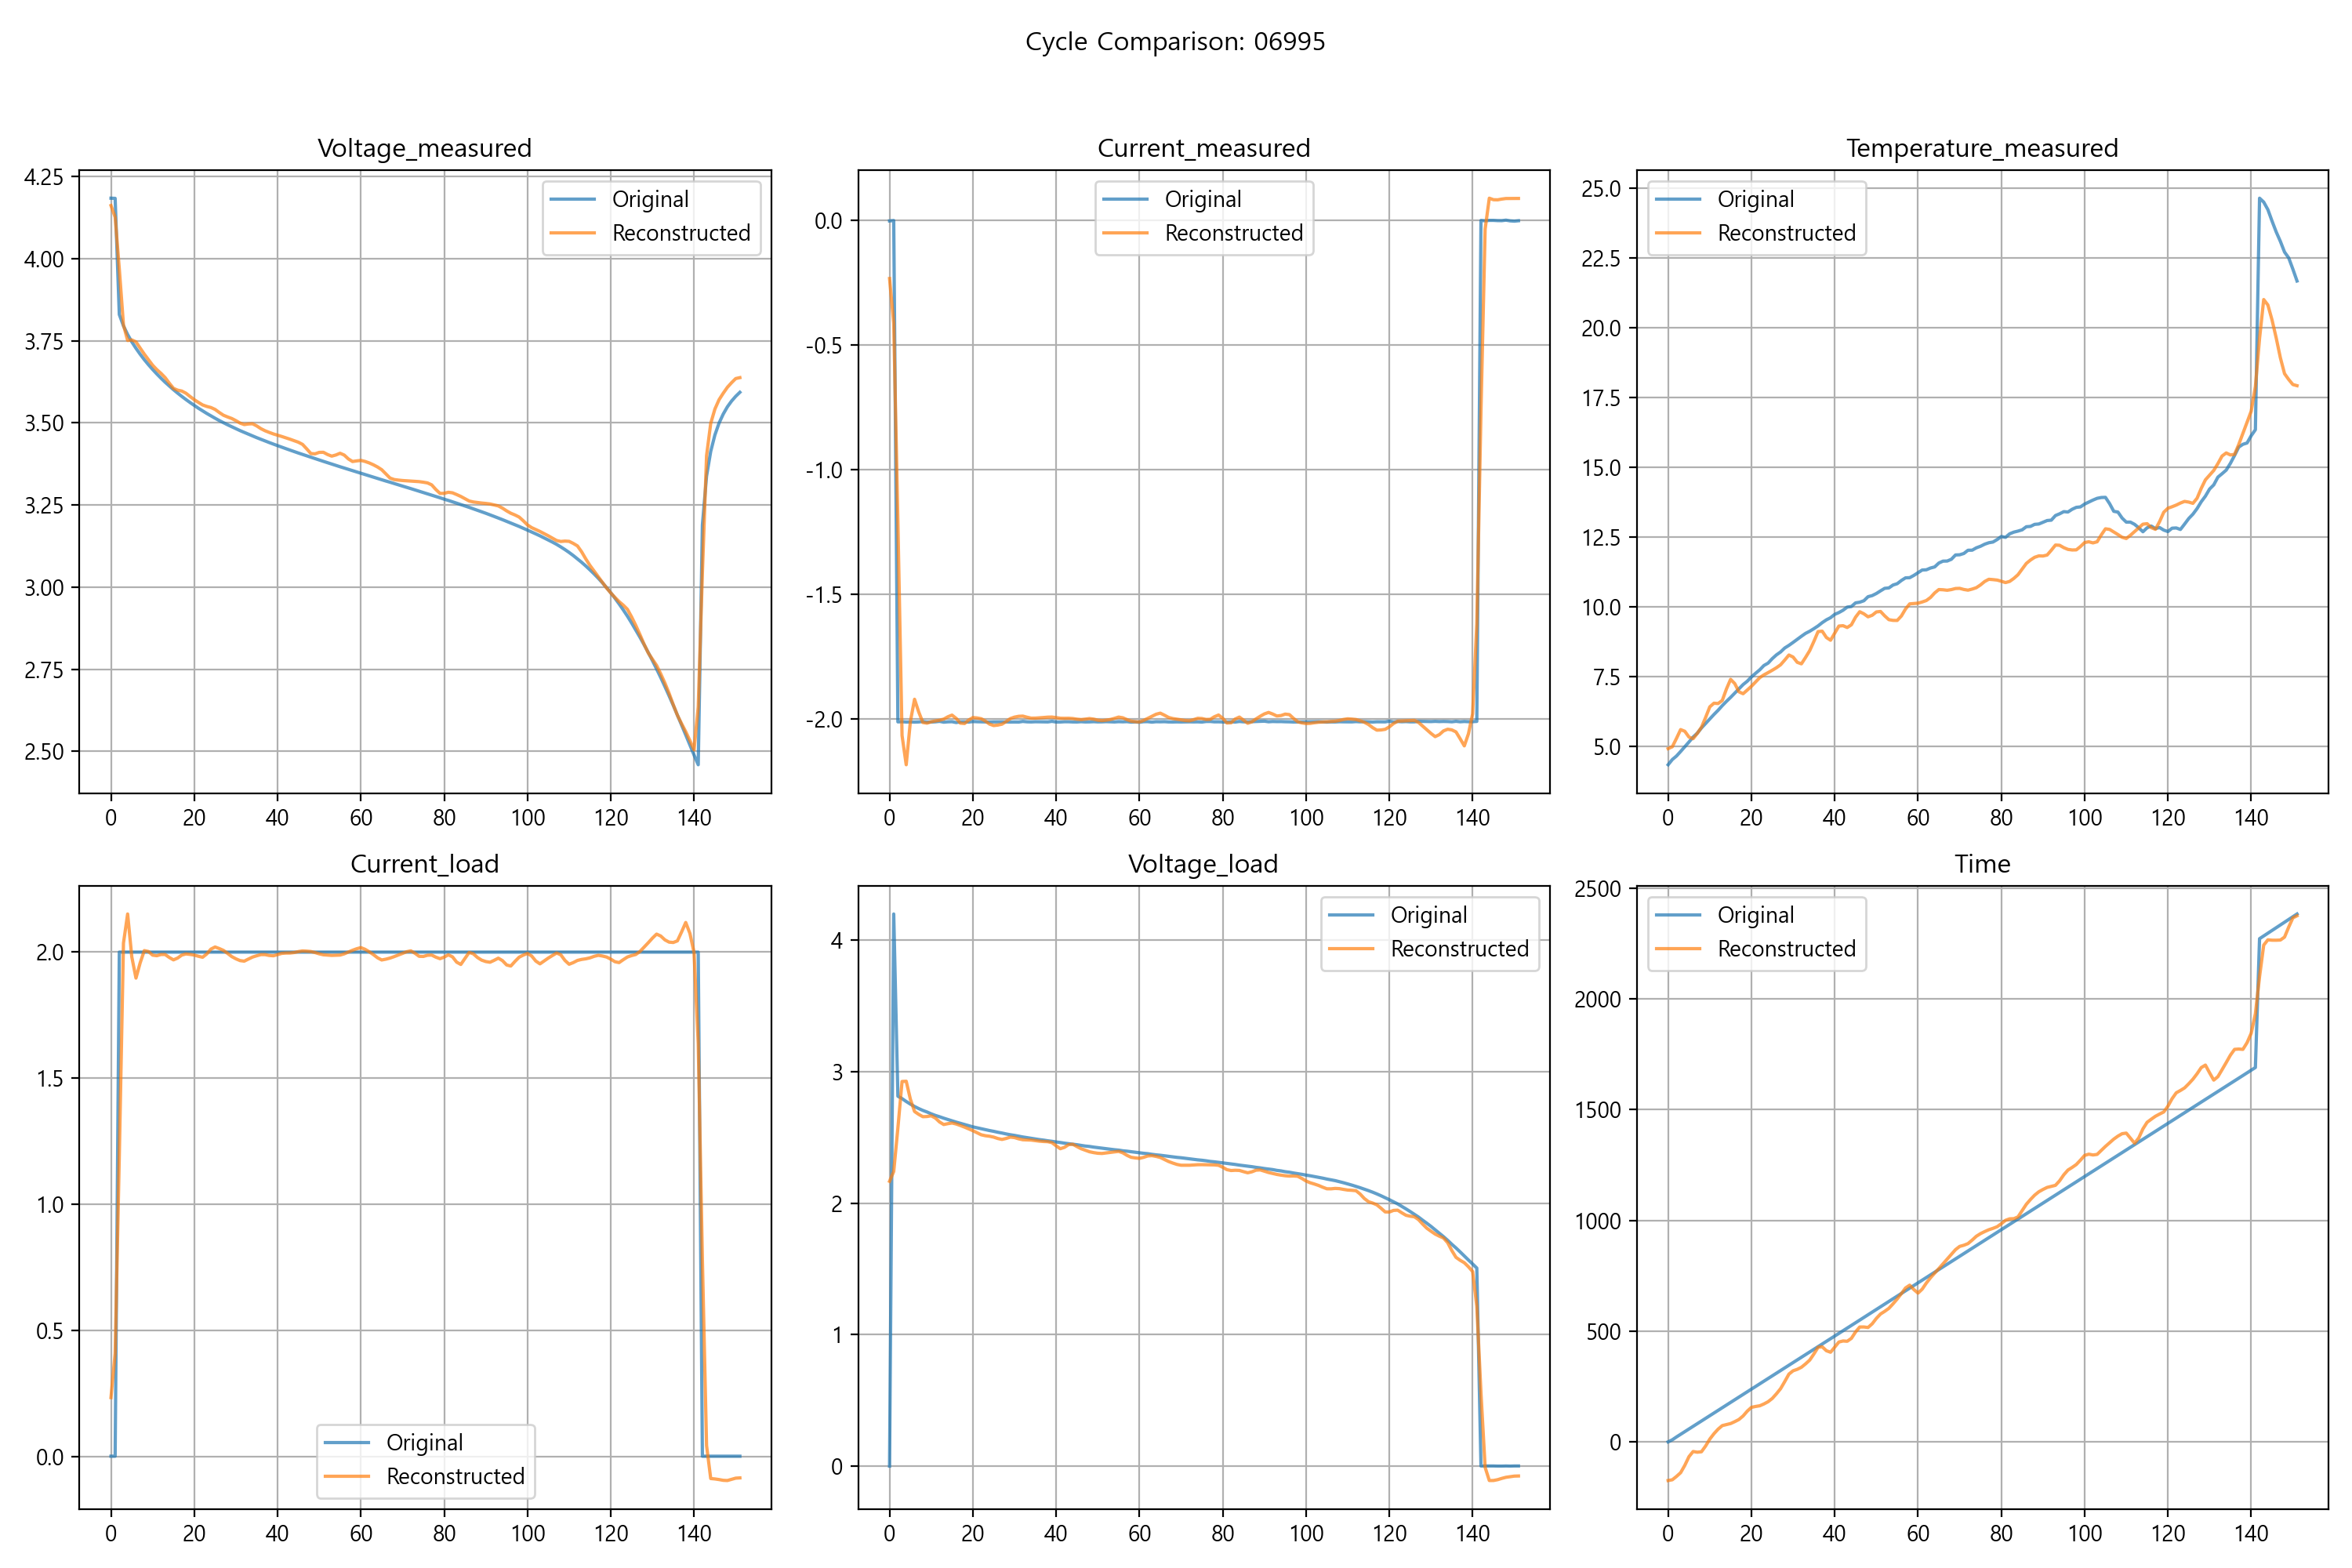 Cycle Comparison: 06995
Voltage_measured
4.25
4.00
3.75
3.50
3.25
3.00
2.75
2.50
0 20 40 60 80 100 120 140
Original
Reconstructed
Current_measured
0.0
-0.5
-1.0
-1.5
-2.0
0 20 40 60 80 100 120 140
Original
Reconstructed
Temperature_measured
25.0
22.5
20.0
17.5
15.0
12.5
10.0
7.5
5.0
0 20 40 60 80 100 120 140
Original
Reconstructed
Current_load
2.0
1.5
1.0
0.5
0.0
0 20 40 60 80 100 120 140
Original
Reconstructed
Voltage_load
4
3
2
1
0
0 20 40 60 80 100 120 140
Original
Reconstructed
Time
2500
2000
1500
1000
500
0
0 20 40 60 80 100 120 140
Original
Reconstructed